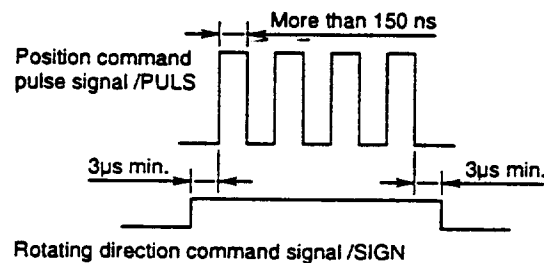 More than 150 ns
Position command
pulse signal /PULS
3µs min.
3µs min.
Rotating direction command signal /SIGN